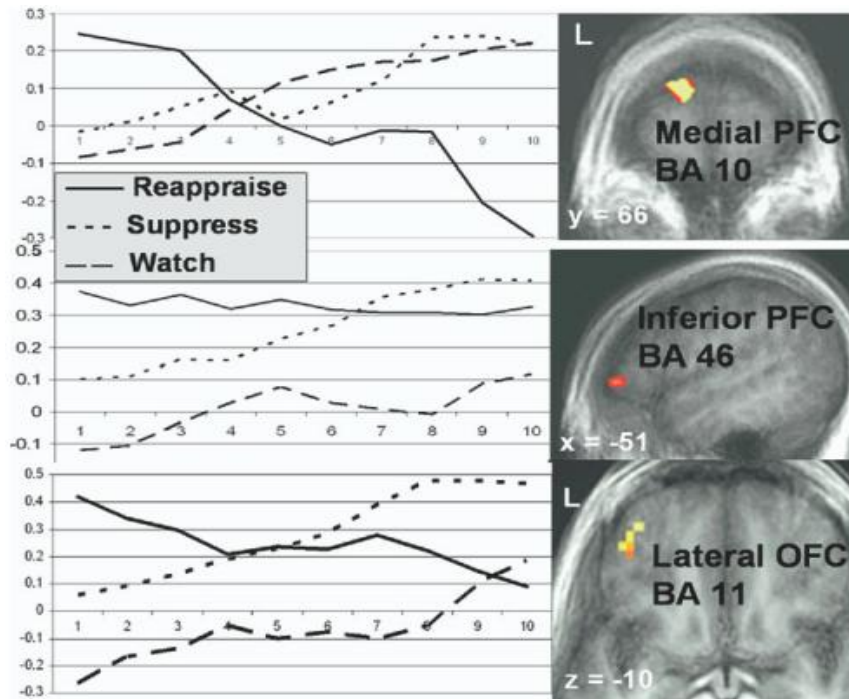 0.3
0.2
0.1
0
-0.1
-0.2
-0.3
1 2 3 4 5 6 7 8 9 10
Reappraise
Suppress
Watch
L
Medial PFC
BA 10
y = 66
0.5
0.4
0.3
0.2
0.1
0
-0.1
1 2 3 4 5 6 7 8 9 10
Inferior PFC
BA 46
x = -51
0.5
0.4
0.3
0.2
0.1
0
-0.1
-0.2
-0.3
1 2 3 4 5 6 7 8 9 10
L
Lateral OFC
BA 11
z = -10